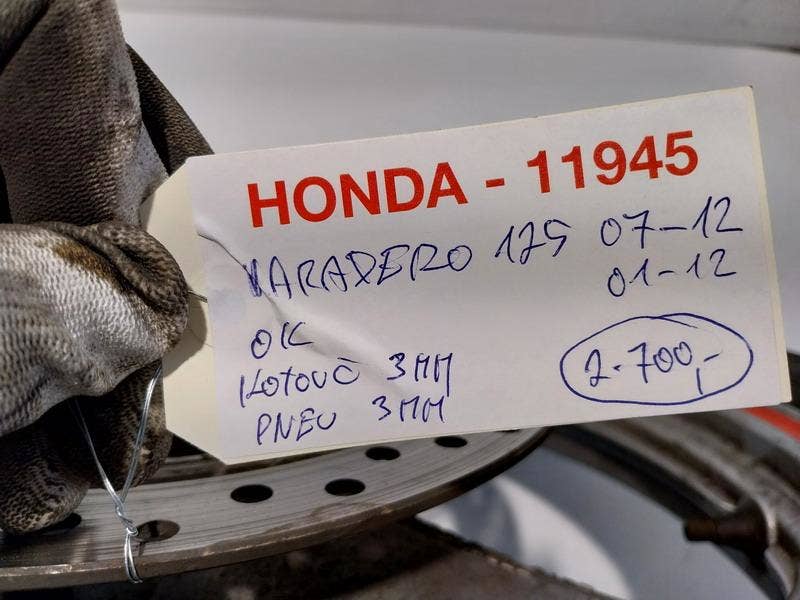 HONDA - 11945
VARADERO 125 07-12
01-12
OK
KOTOUČ 3MM
PNEU 3MM
2.700,-